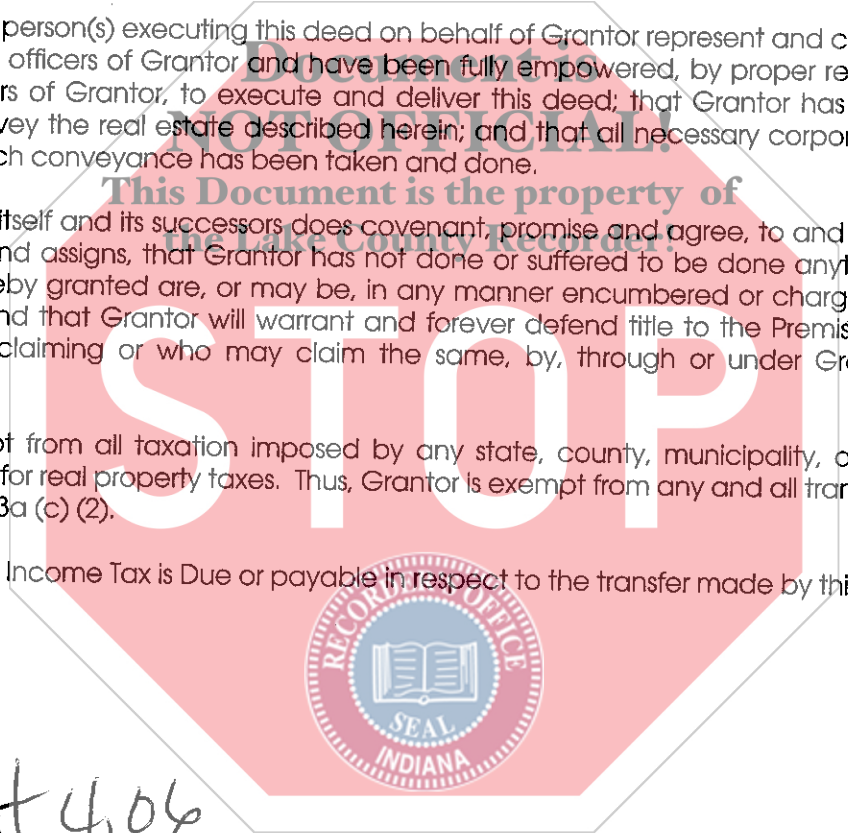 person(s) executing this deed on behalf of Grantor represent and c
officers of Grantor and have been fully empowered, by proper re
rs of Grantor, to execute and deliver this deed; that Grantor has
vey the real estate described herein; and that all necessary corpor
ch conveyance has been taken and done.
Document is
NOT OFFICIAL!
This Document is the property of
the Lake County Recorder!
itself and its successors does covenant, promise and agree, to and
nd assigns, that Grantor has not done or suffered to be done anyt
eby granted are, or may be, in any manner encumbered or charg
nd that Grantor will warrant and forever defend title to the Premis
claiming or who may claim the same, by, through or under Gr
STOP
ot from all taxation imposed by any state, county, municipality, o
for real property taxes. Thus, Grantor is exempt from any and all tran
3a (c) (2).
Income Tax is Due or payable in respect to the transfer made by thi
RECORDER'S OFFICE
SEAL
INDIANA
4.06